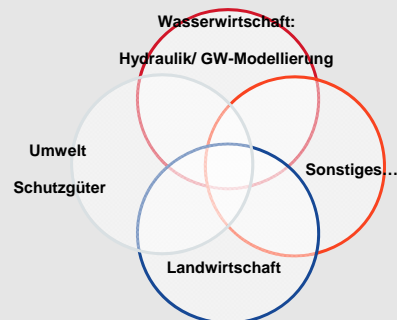 Wasserwirtschaft:
Hydraulik/ GW-Modellierung
Umwelt
Schutzgüter
Sonstiges…
Landwirtschaft